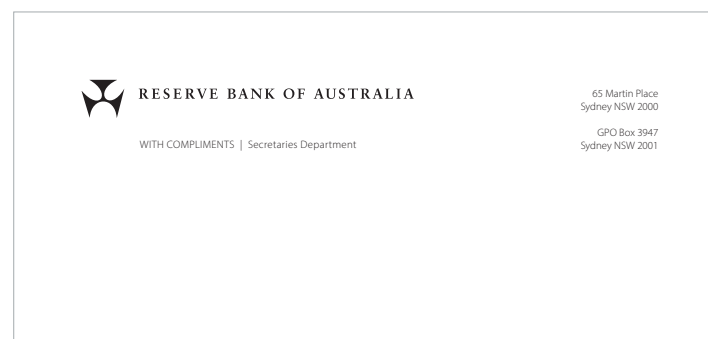 RESERVE BANK OF AUSTRALIA
WITH COMPLIMENTS | Secretaries Department
65 Martin Place
Sydney NSW 2000
GPO Box 3947
Sydney NSW 2001